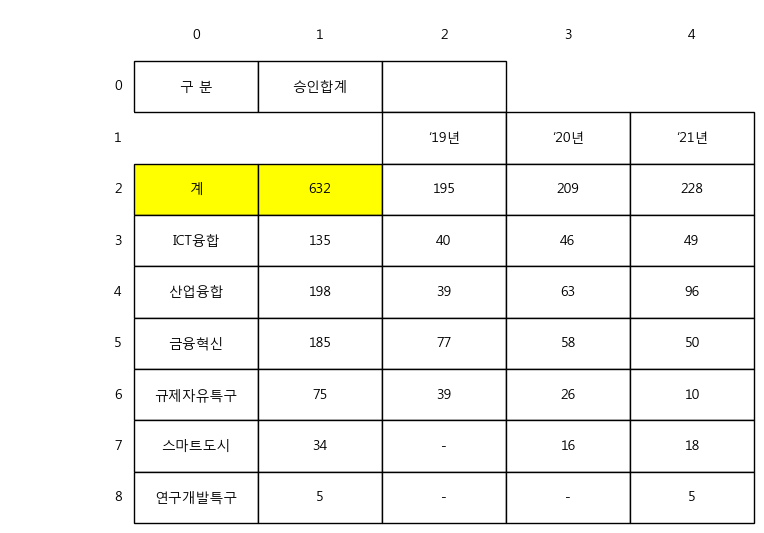 0 1 2 3 4
0 구 분 승인합계
1 ‘19년 ‘20년 ‘21년
2 계 632 195 209 228
3 ICT융합 135 40 46 49
4 산업융합 198 39 63 96
5 금융혁신 185 77 58 50
6 규제자유특구 75 39 26 10
7 스마트도시 34 - 16 18
8 연구개발특구 5 - - 5